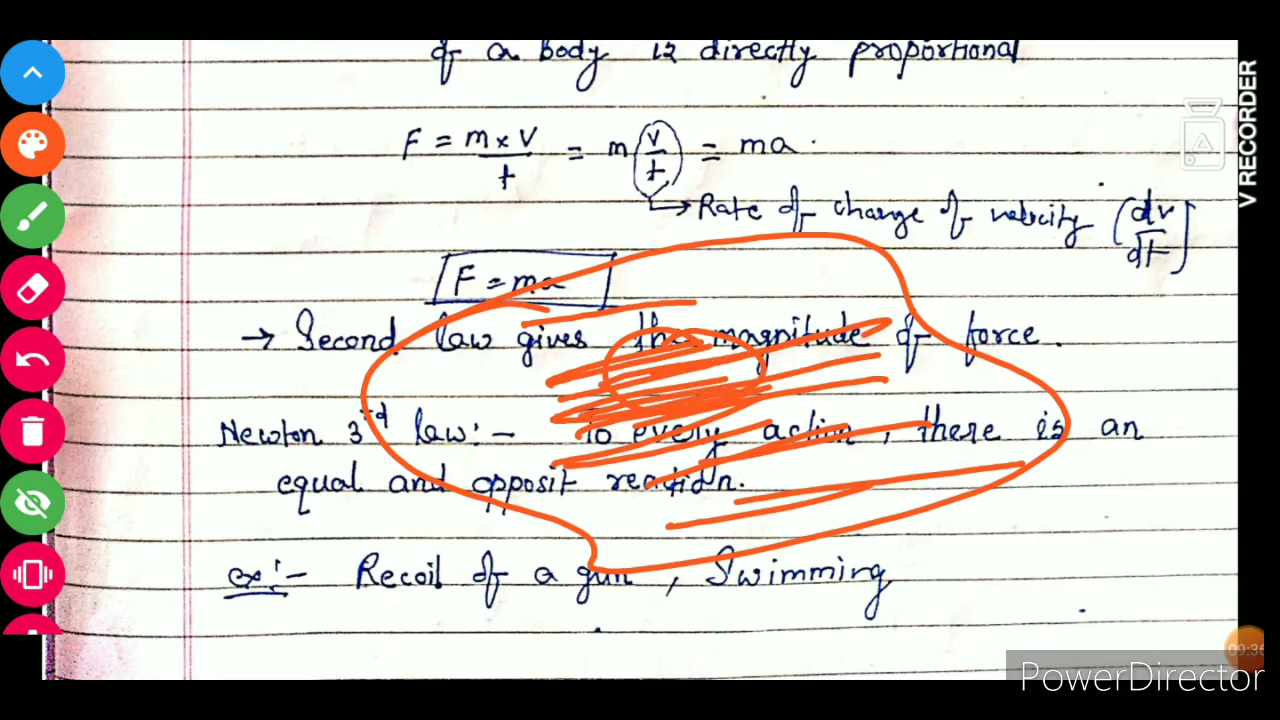 of a body is directly proportional
F = m x v / t = m (v / t) = ma.
→ Rate of change of velocity (dv / dt)
F = ma
→ Second law gives the magnitude of force.
Newton 3rd law:- To every action, there is an
equal and opposit reaction.
ex:- Recoil of a gun, Swimming
V RECORDER
09:36
PowerDirector